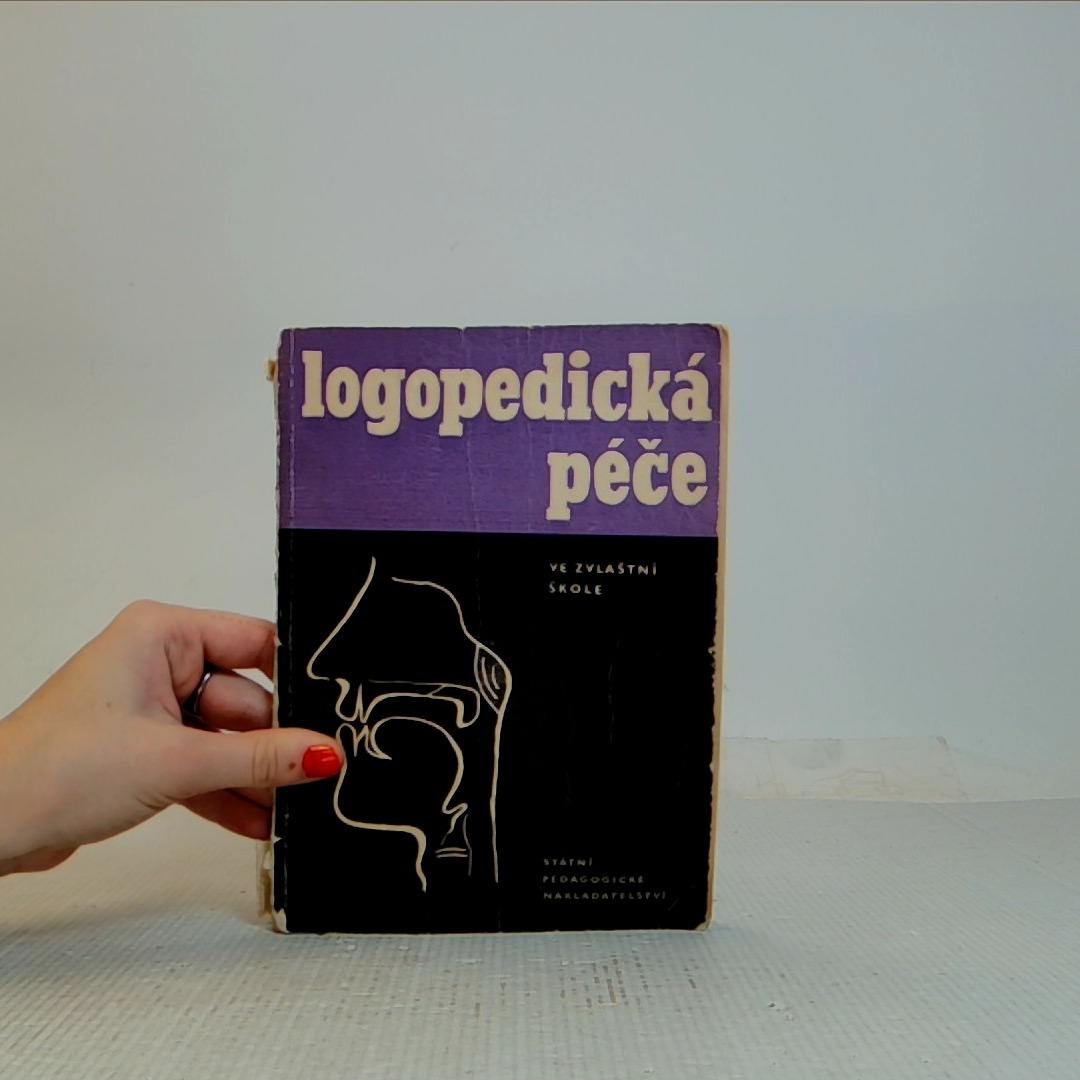 logopedická
péče
VE ZVLAŠTNÍ
ŠKOLE
STÁTNÍ
PEDAGOGICKÉ
NAKLADATELSTVÍ